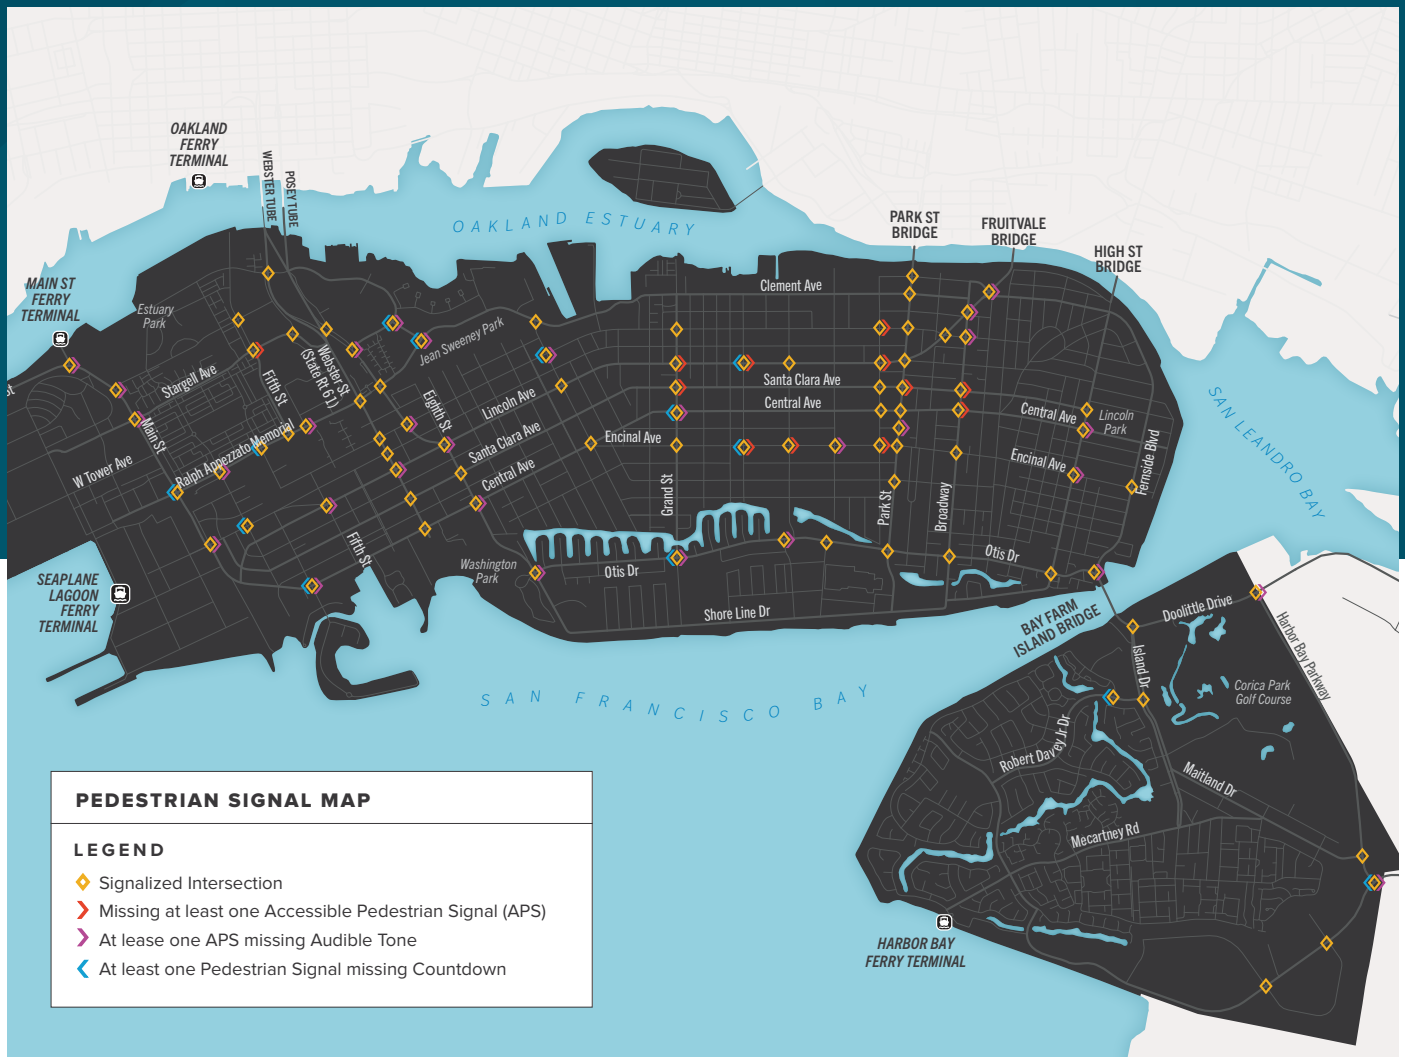 OAKLAND
FERRY
TERMINAL
WEBSTER TUBE
POSEY TUBE
OAKLAND ESTUARY
PARK ST
BRIDGE
FRUITVALE
BRIDGE
HIGH ST
BRIDGE
MAIN ST
FERRY
TERMINAL
Estuary
Park
Clement Ave
Jean Sweeney Park
Stargell Ave
Fifth St
Webster St
(State Rt 61)
Santa Clara Ave
Central Ave
Eighth St
Lincoln Ave
Central Ave
Lincoln
Park
St
Main St
Ralph Appezzato Memorial
Santa Clara Ave
Encinal Ave
Encinal Ave
Fernside Blvd
W Tower Ave
Central Ave
Grand St
Park St
Broadway
SAN LEANDRO BAY
Fifth St
Washington
Park
Otis Dr
Otis Dr
SEAPLANE
LAGOON
FERRY
TERMINAL
Shore Line Dr
BAY FARM
ISLAND BRIDGE
Doolittle Drive
Harbor Bay Parkway
Island Dr
Corica Park
Golf Course
SAN FRANCISCO BAY
Robert Davey Jr Dr
Maitland Dr
Mecartney Rd
HARBOR BAY
FERRY TERMINAL
PEDESTRIAN SIGNAL MAP
LEGEND
Signalized Intersection
Missing at least one Accessible Pedestrian Signal (APS)
At lease one APS missing Audible Tone
At least one Pedestrian Signal missing Countdown